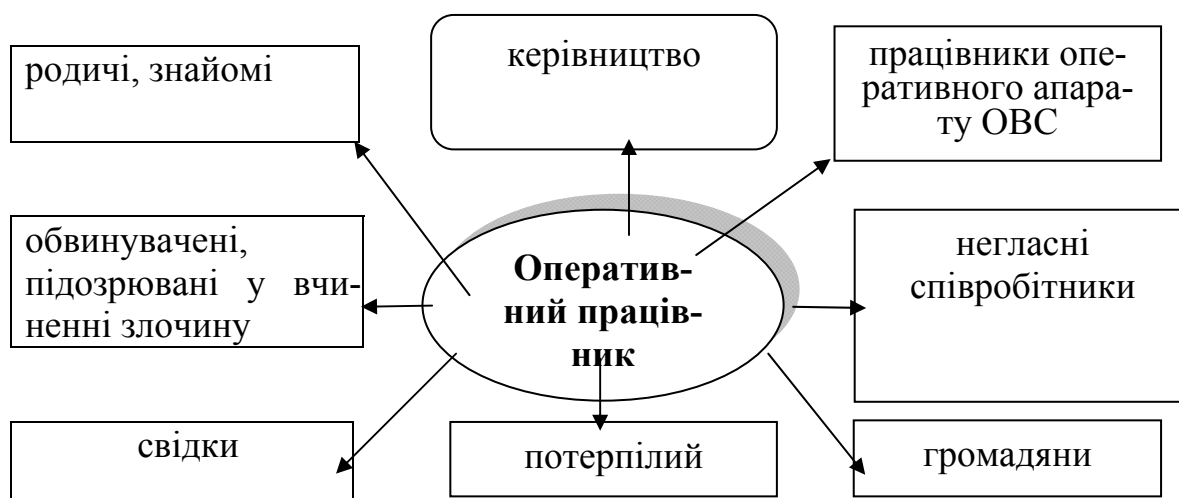 родичі, знайомі
керівництво
працівники опе-
ративного апара-
ту ОВС
обвинувачені,
підозрювані у вчи-
ненні злочину
Оператив-
ний праців-
ник
негласні
співробітники
свідки
потерпілий
громадяни